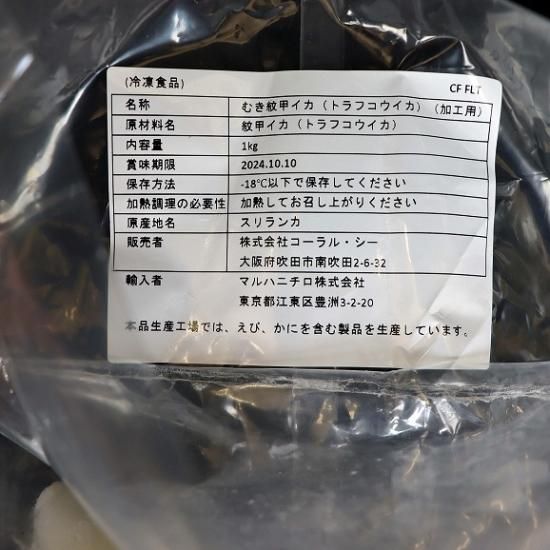 (冷凍食品) CF FLT
名称 むき紋甲イカ（トラフコウイカ）（加工用）
原材料名 紋甲イカ（トラフコウイカ）
内容量 1kg
賞味期限 2024.10.10
保存方法 -18℃以下で保存してください
加熱調理の必要性 加熱してお召し上がりください
原産地名 スリランカ
販売者 株式会社コーラル・シー
大阪府吹田市南吹田2-6-32
輸入者 マルハニチロ株式会社
東京都江東区豊洲3-2-20
本品生産工場では、えび、かにを含む製品を生産しています。